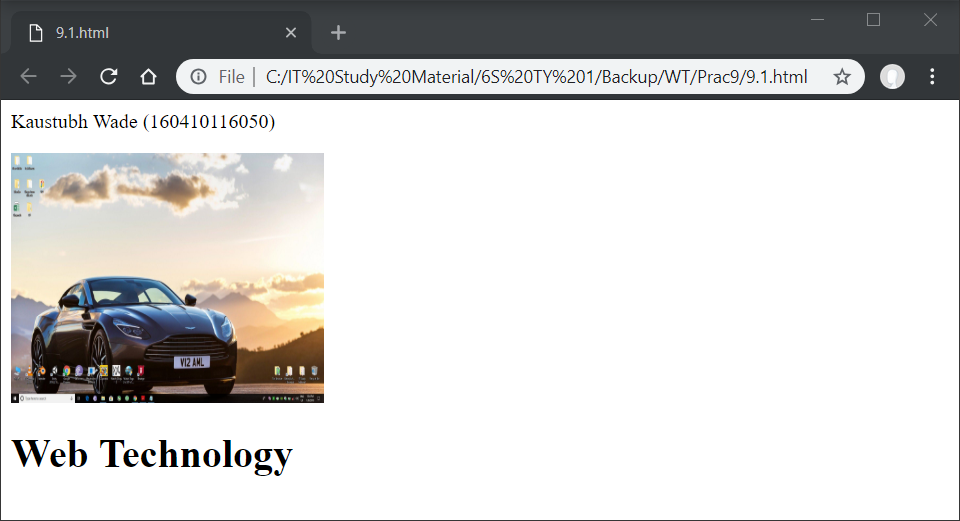 9.1.html
File | C:/IT%20Study%20Material/6S%20TY%201/Backup/WT/Prac9/9.1.html
Kaustubh Wade (160410116050)
V12 AML
Web Technology